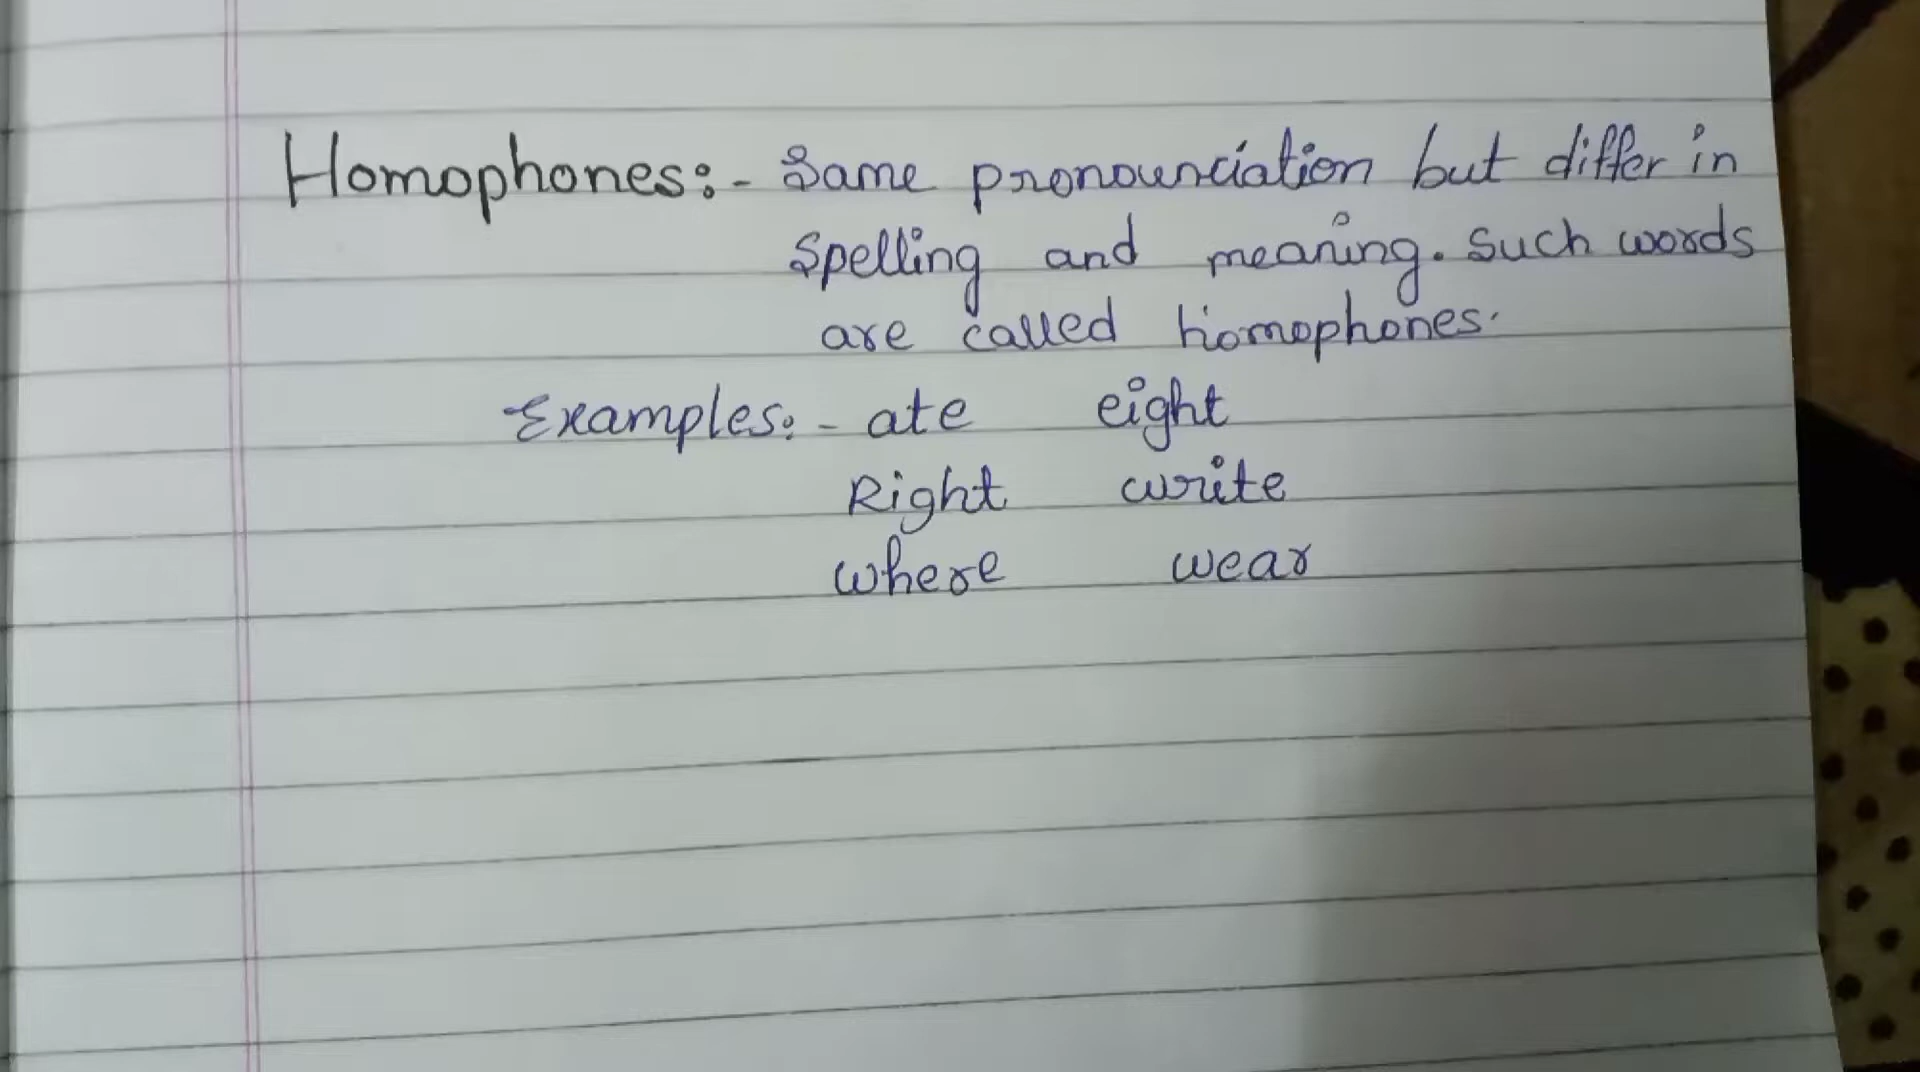 Homophones:- Same pronounciation but differ in
Spelling and meaning. Such words
are called homophones.
Examples:- ate eight
Right write
where wear